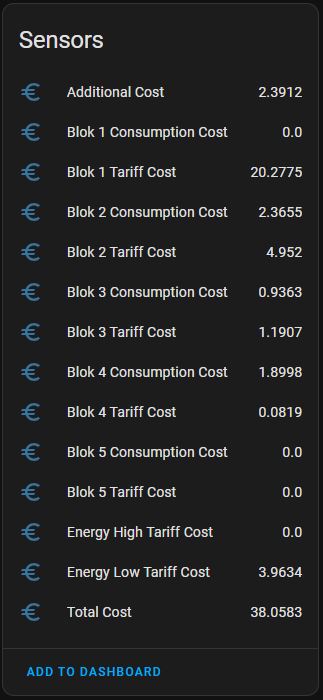 Sensors
€ Additional Cost 2.3912
€ Blok 1 Consumption Cost 0.0
€ Blok 1 Tariff Cost 20.2775
€ Blok 2 Consumption Cost 2.3655
€ Blok 2 Tariff Cost 4.952
€ Blok 3 Consumption Cost 0.9363
€ Blok 3 Tariff Cost 1.1907
€ Blok 4 Consumption Cost 1.8998
€ Blok 4 Tariff Cost 0.0819
€ Blok 5 Consumption Cost 0.0
€ Blok 5 Tariff Cost 0.0
€ Energy High Tariff Cost 0.0
€ Energy Low Tariff Cost 3.9634
€ Total Cost 38.0583
ADD TO DASHBOARD